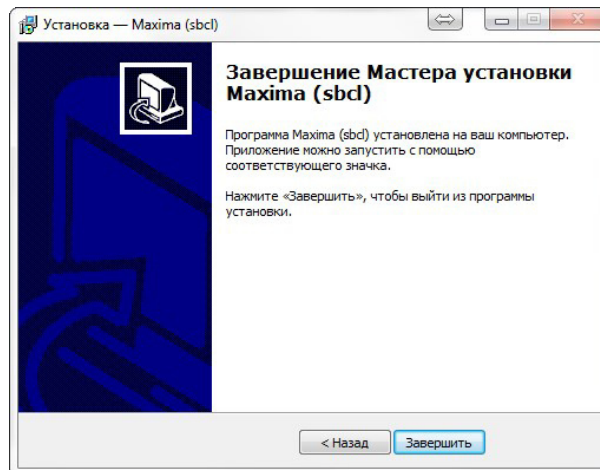 Установка — Maxima (sbcl)
Завершение Мастера установки
Maxima (sbcl)
Программа Maxima (sbcl) установлена на ваш компьютер.
Приложение можно запустить с помощью
соответствующего значка.
Нажмите «Завершить», чтобы выйти из программы
установки.
< Назад
Завершить